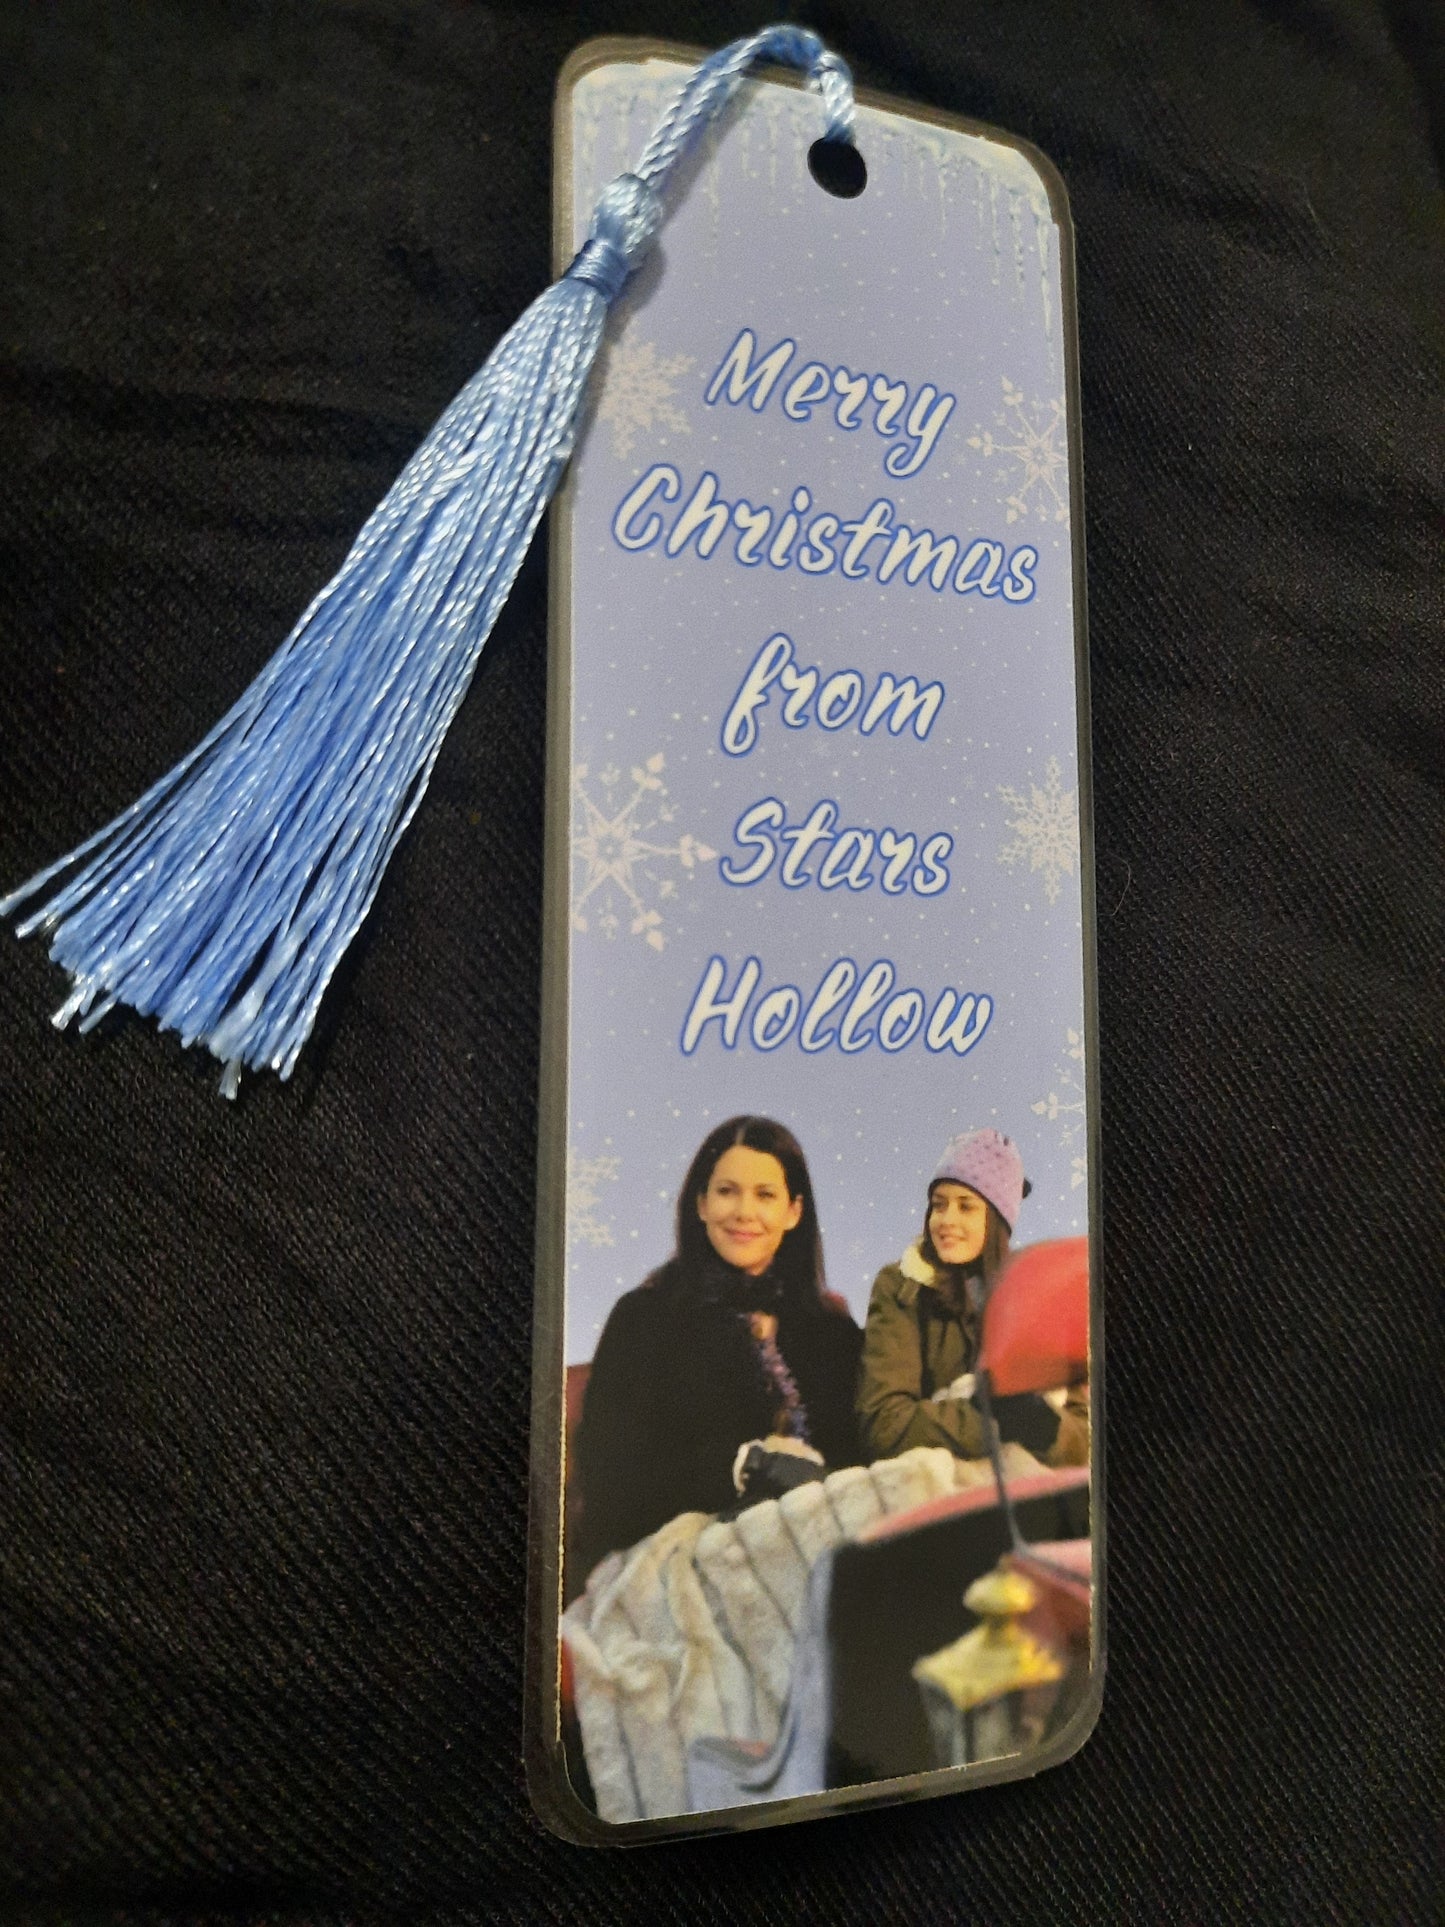 Merry
Christmas
from
Stars
Hollow